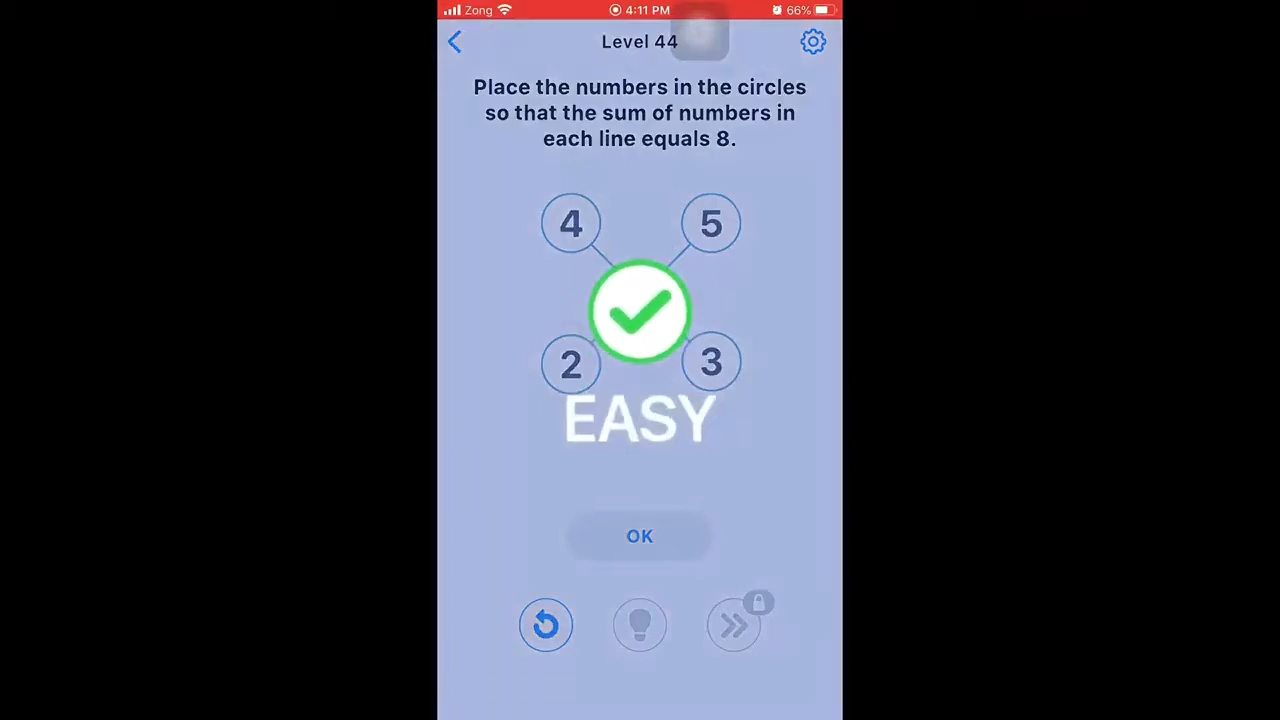 Zong 4:11 PM 66%
Level 44
Place the numbers in the circles
so that the sum of numbers in
each line equals 8.
4 5
2 3
EASY
OK